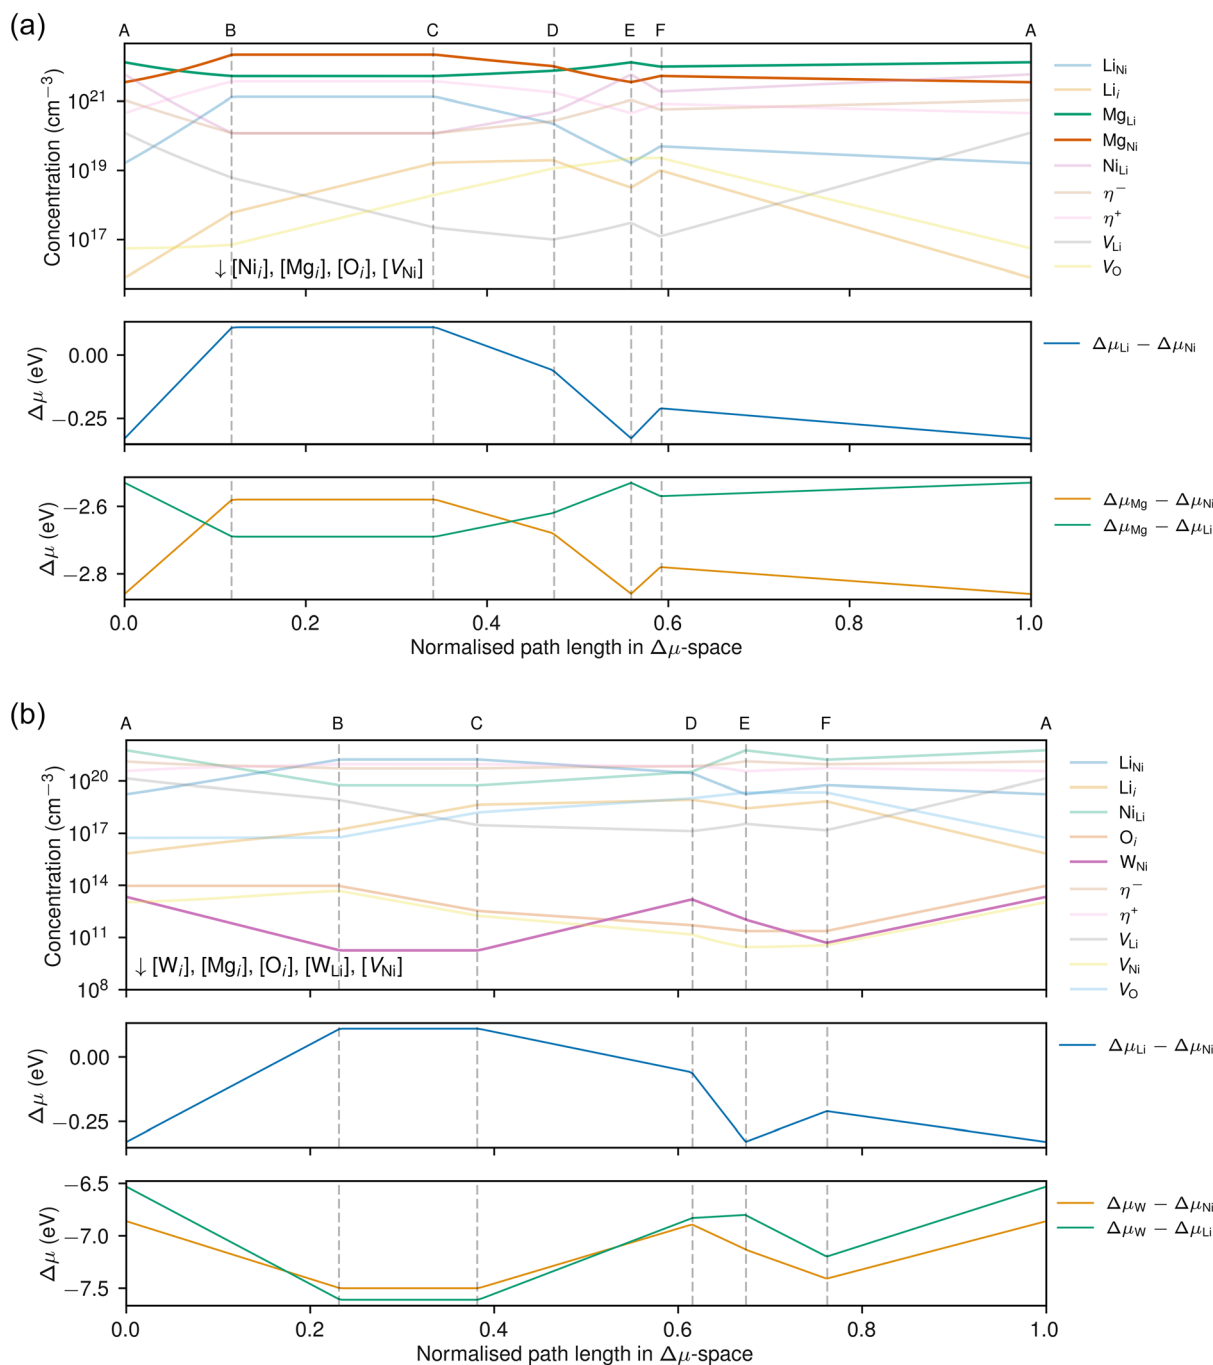 (a)
A B C D E F A
Concentration (cm⁻³)
10²¹
10¹⁹
10¹⁷
↓ [Niᵢ], [Mgᵢ], [Oᵢ], [V_Ni]
Li_Ni
Liᵢ
Mg_Li
Mg_Ni
Ni_Li
η⁻
η⁺
V_Li
V_O
Δμ (eV)
0.00
−0.25
Δμ_Li − Δμ_Ni
Δμ (eV)
−2.6
−2.8
Δμ_Mg − Δμ_Ni
Δμ_Mg − Δμ_Li
0.0 0.2 0.4 0.6 0.8 1.0
Normalised path length in Δμ-space
(b)
A B C D E F A
Concentration (cm⁻³)
10²⁰
10¹⁷
10¹⁴
10¹¹
10⁸
↓ [Wᵢ], [Mgᵢ], [Oᵢ], [W_Li], [V_Ni]
Li_Ni
Liᵢ
Ni_Li
Oᵢ
W_Ni
η⁻
η⁺
V_Li
V_Ni
V_O
Δμ (eV)
0.00
−0.25
Δμ_Li − Δμ_Ni
Δμ (eV)
−6.5
−7.0
−7.5
Δμ_W − Δμ_Ni
Δμ_W − Δμ_Li
0.0 0.2 0.4 0.6 0.8 1.0
Normalised path length in Δμ-space